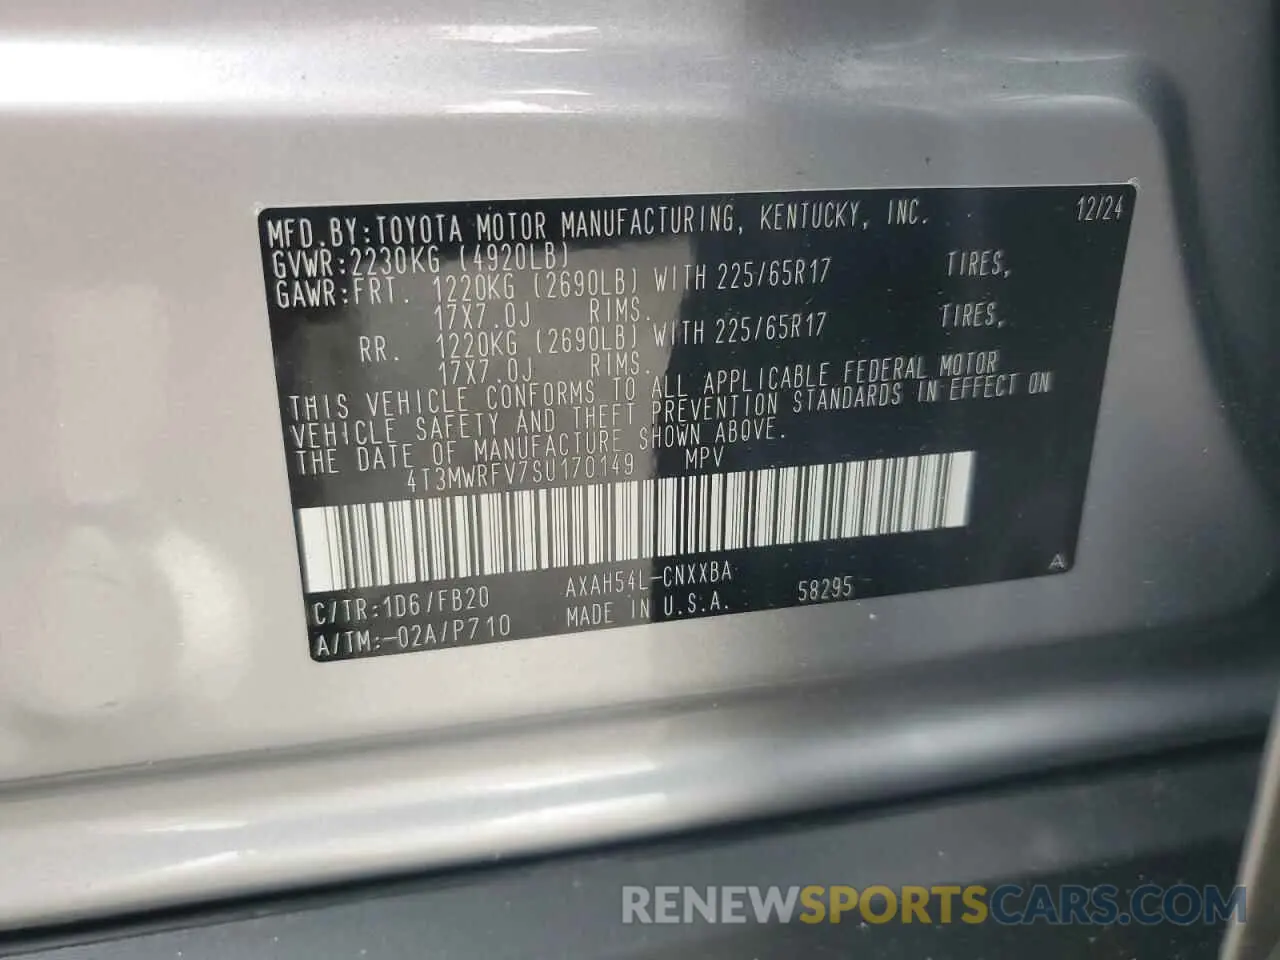 MFD.BY:TOYOTA MOTOR MANUFACTURING, KENTUCKY, INC. 12/24
GVWR:2230KG (4920LB)
GAWR:FRT. 1220KG (2690LB) WITH 225/65R17 TIRES,
17X7.0J RIMS.
RR. 1220KG (2690LB) WITH 225/65R17 TIRES,
17X7.0J RIMS.
THIS VEHICLE CONFORMS TO ALL APPLICABLE FEDERAL MOTOR
VEHICLE SAFETY AND THEFT PREVENTION STANDARDS IN EFFECT ON
THE DATE OF MANUFACTURE SHOWN ABOVE.
4T3MWRFV7SU170149 MPV
C/TR:1D6/FB20 AXAH54L-CNXXBA A
A/TM:-02A/P710 MADE IN U.S.A. 58295
RENEWSPORTSCARS.COM